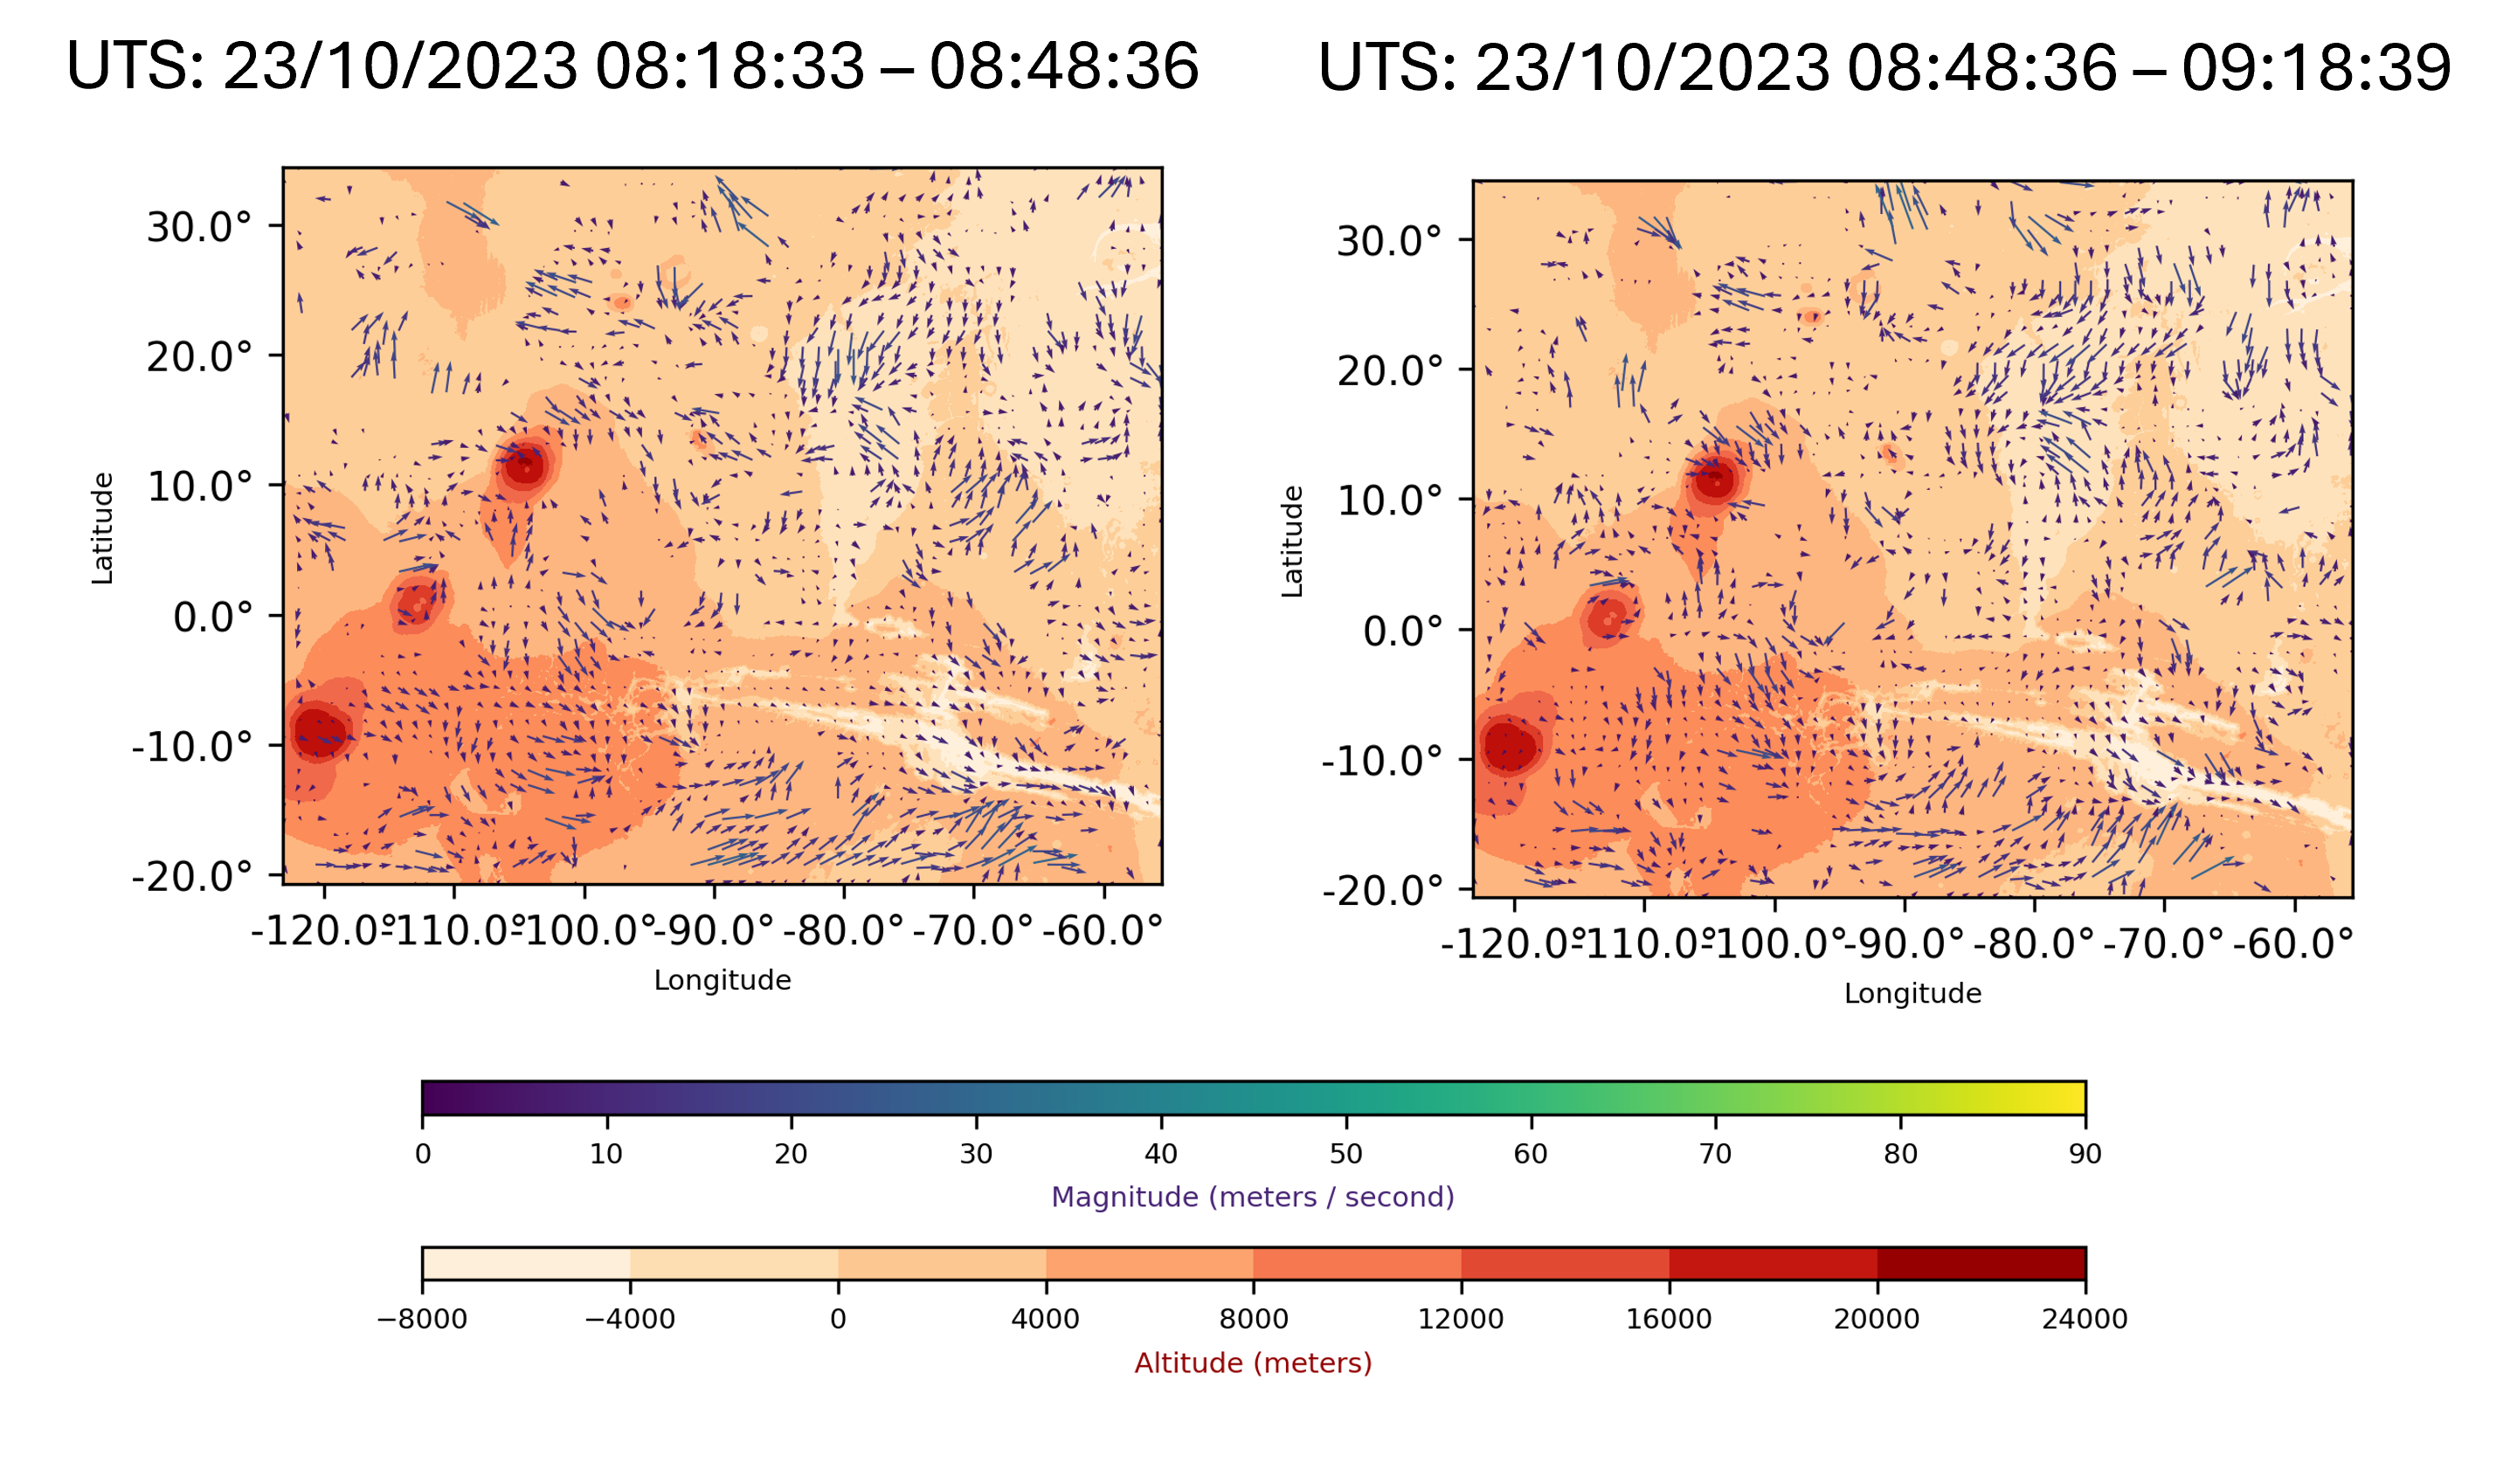 UTS: 23/10/2023 08:18:33 – 08:48:36
UTS: 23/10/2023 08:48:36 – 09:18:39
30.0°
20.0°
10.0°
0.0°
-10.0°
-20.0°
Latitude
-120.0° -110.0° -100.0° -90.0° -80.0° -70.0° -60.0°
Longitude
30.0°
20.0°
10.0°
0.0°
-10.0°
-20.0°
Latitude
-120.0° -110.0° -100.0° -90.0° -80.0° -70.0° -60.0°
Longitude
0 10 20 30 40 50 60 70 80 90
Magnitude (meters / second)
−8000 −4000 0 4000 8000 12000 16000 20000 24000
Altitude (meters)